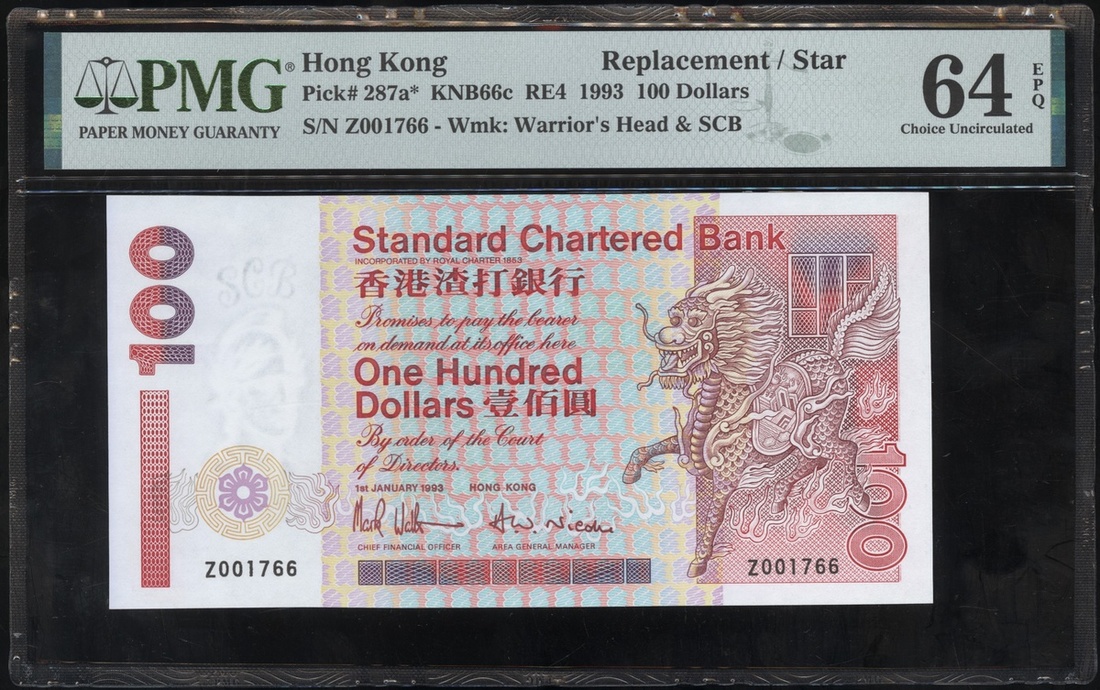 PMG®
PAPER MONEY GUARANTY
Hong Kong Replacement / Star
Pick# 287a* KNB66c RE4 1993 100 Dollars
S/N Z001766 - Wmk: Warrior's Head & SCB
64 EPQ
Choice Uncirculated
100
SCB
Standard Chartered Bank
INCORPORATED BY ROYAL CHARTER 1853
香港渣打銀行
Promises to pay the bearer
on demand at its office here
One Hundred
Dollars 壹佰圓
By order of the Court
of Directors.
1st JANUARY 1993 HONG KONG
CHIEF FINANCIAL OFFICER AREA GENERAL MANAGER
Z001766
Z001766
100